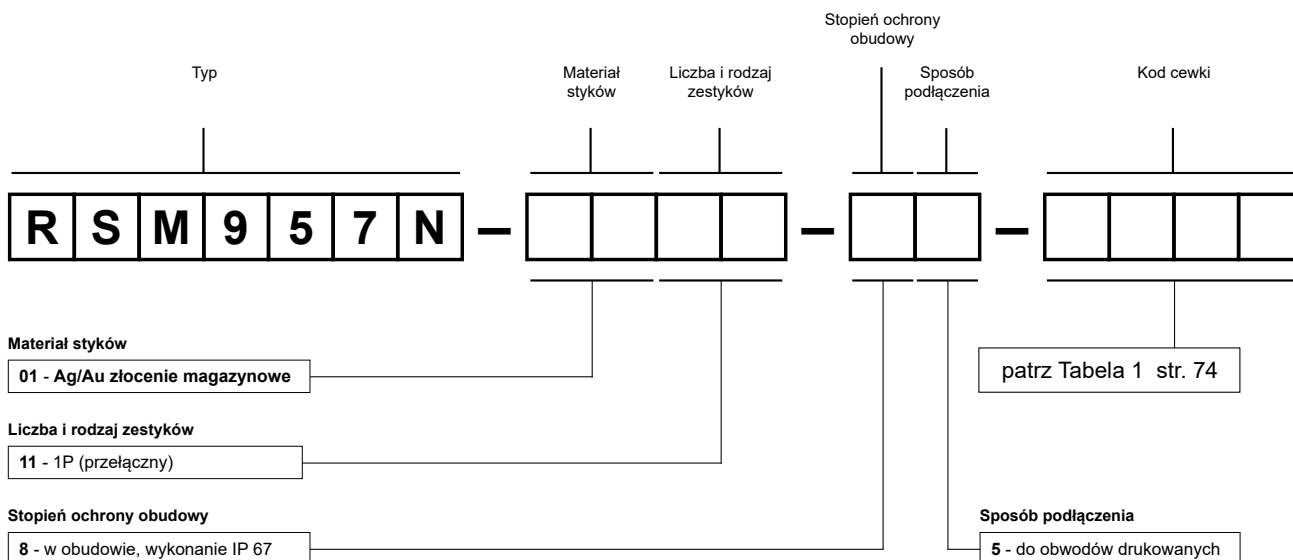 Stopień ochrony
obudowy
Typ
Materiał
styków
Liczba i rodzaj
zestyków
Sposób
podłączenia
Kod cewki
R S M 9 5 7 N – –  –
Materiał styków
01 - Ag/Au złocenie magazynowe
patrz Tabela 1 str. 74
Liczba i rodzaj zestyków
11 - 1P (przełączny)
Stopień ochrony obudowy
8 - w obudowie, wykonanie IP 67
Sposób podłączenia
5 - do obwodów drukowanych